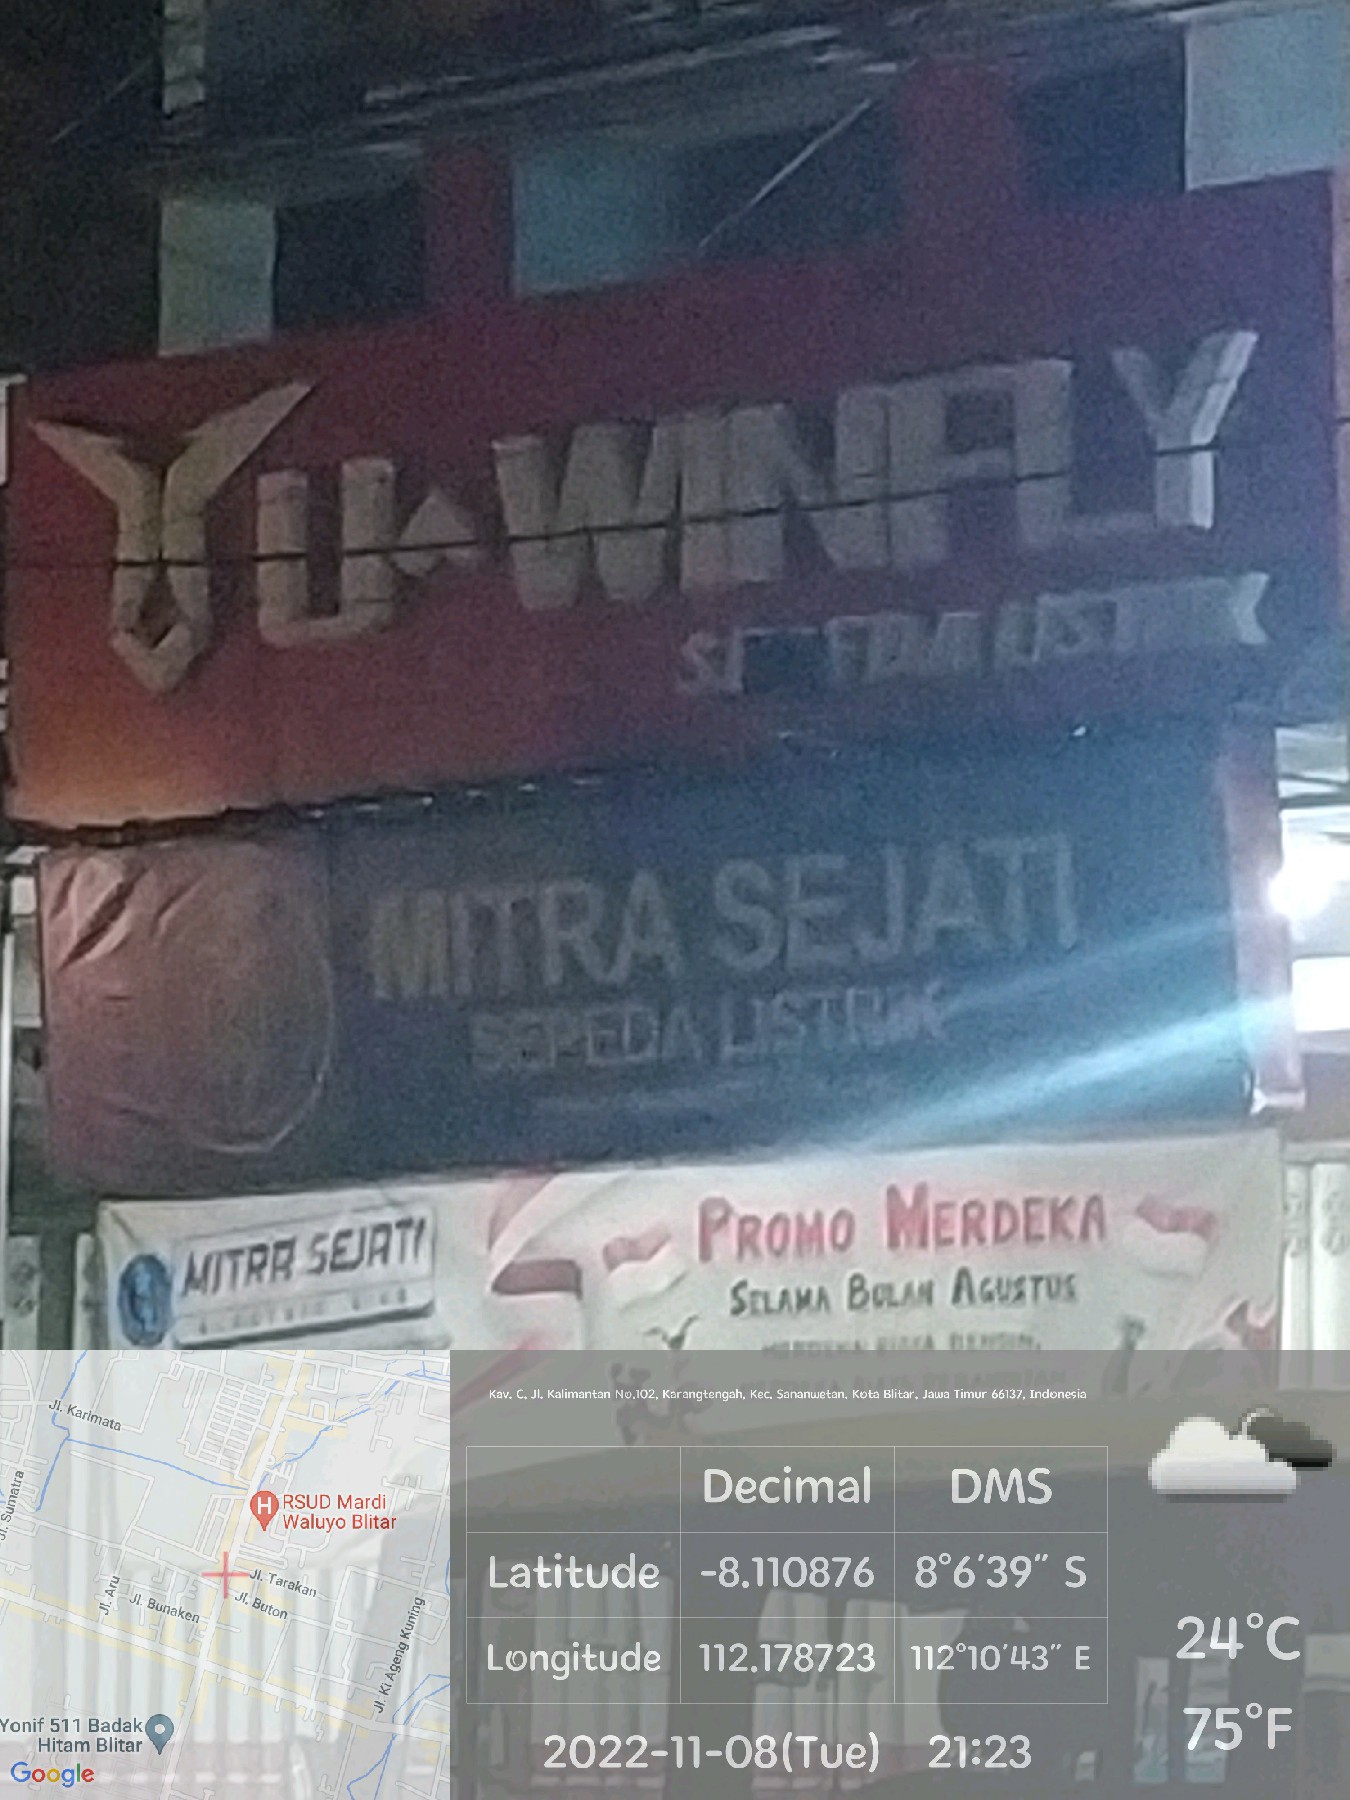 YU WINFLY
LISTRIK
MITRA SEJATI
SEPEDA LISTRIK
MITRA SEJATI
PROMO MERDEKA
SELAMA BULAN AGUSTUS
Kav. C, Jl. Kalimantan No.102, Karangtengah, Kec. Sananwetan, Kota Blitar, Jawa Timur 66137, Indonesia
Decimal DMS
Latitude -8.110876 8°6'39" S
Longitude 112.178723 112°10'43" E
2022-11-08(Tue) 21:23
24°C
75°F
Jl. Karimata
Jl. Sumatra
RSUD Mardi
Waluyo Blitar
Jl. Tarakan
Jl. Buton
Jl. Aru
Jl. Bunaken
Jl. Ki Ageng Kuning
Yonif 511 Badak
Hitam Blitar
Google